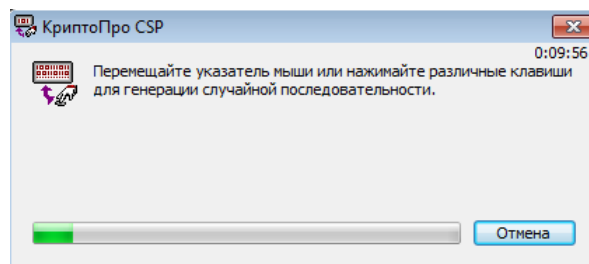 КриптоПро CSP
0:09:56
Перемещайте указатель мыши или нажимайте различные клавиши
для генерации случайной последовательности.
Отмена